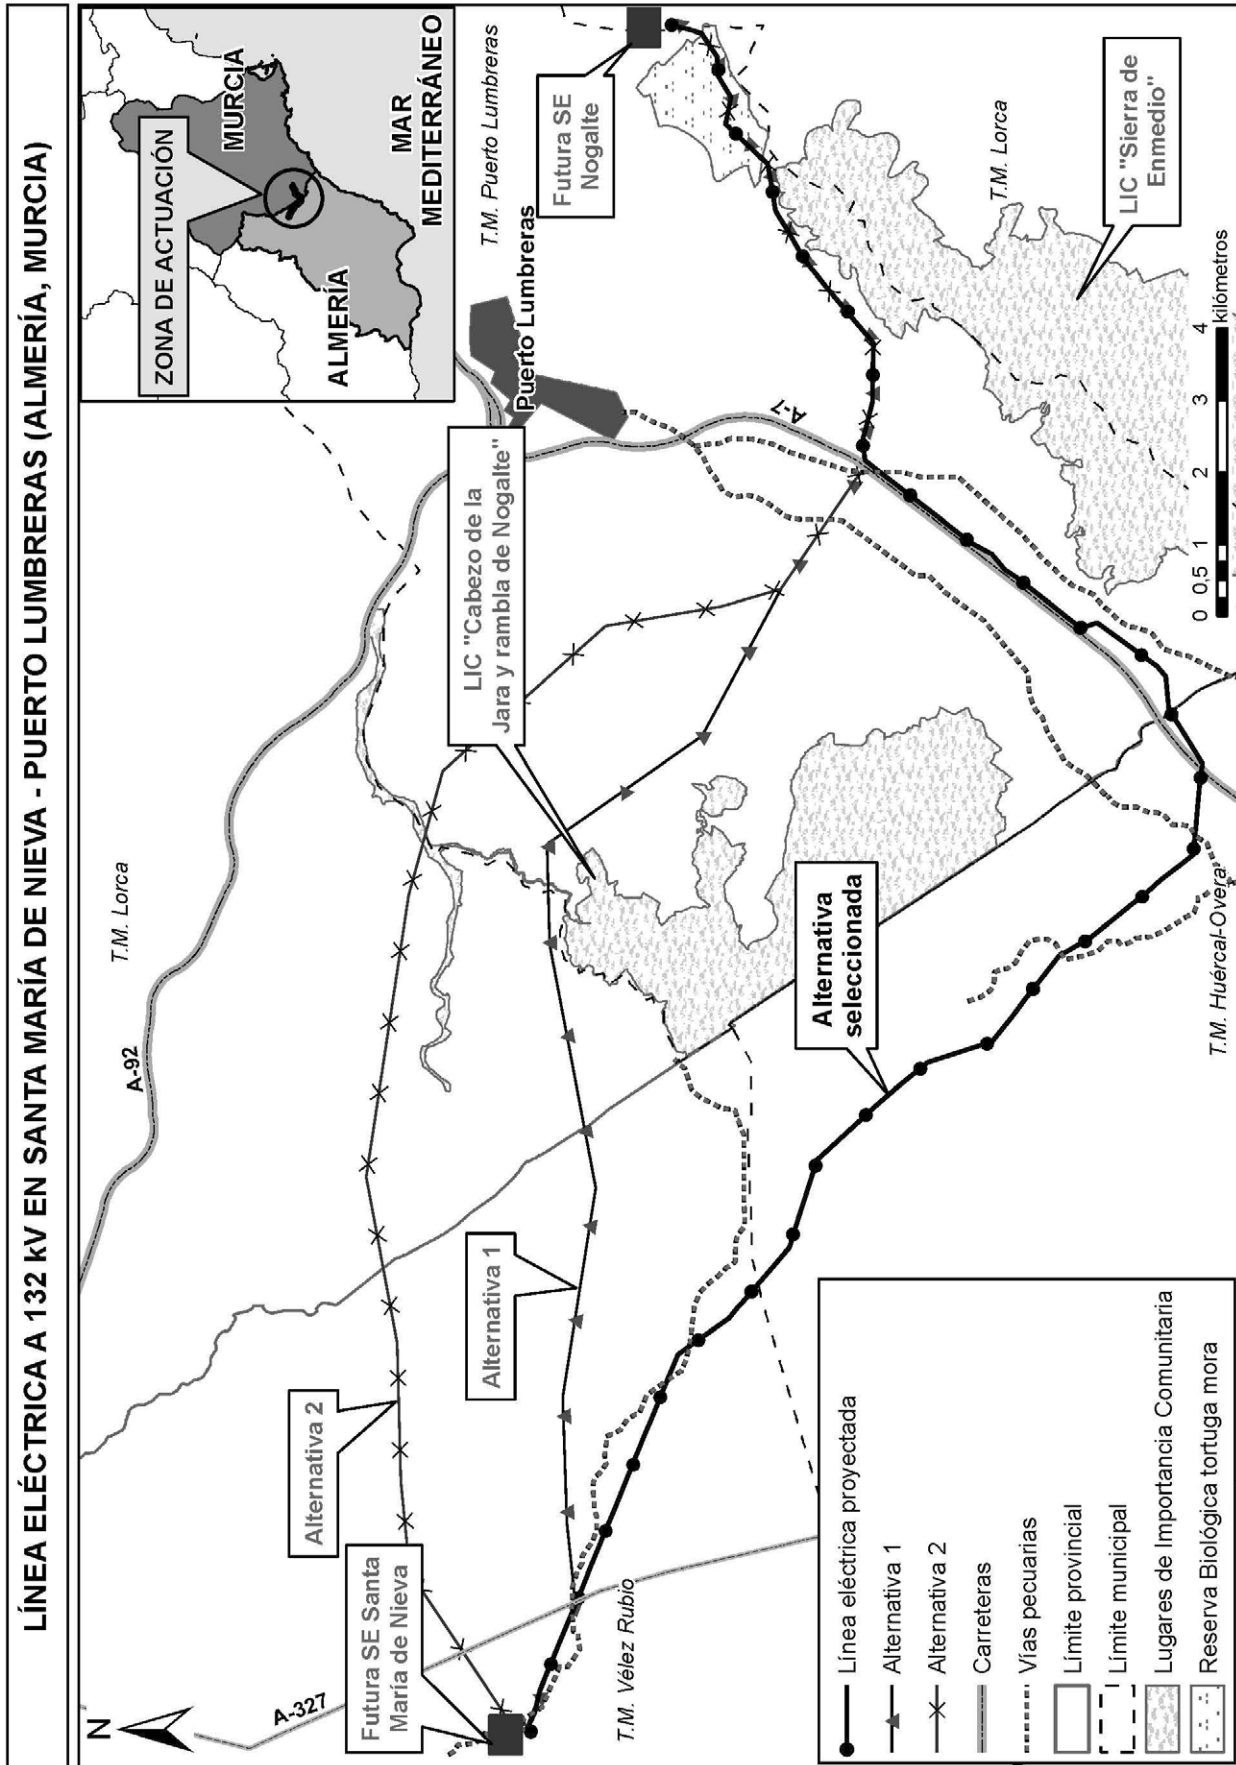 LÍNEA ELÉCTRICA A 132 kV EN SANTA MARÍA DE NIEVA - PUERTO LUMBRERAS (ALMERÍA, MURCIA)
N
A-327
A-92
T.M. Lorca
ZONA DE ACTUACIÓN
MURCIA
ALMERÍA
MAR
MEDITERRÁNEO
Futura SE Santa
María de Nieva
Alternativa 2
Alternativa 1
LIC "Cabezo de la
Jara y rambla de Nogalte"
Puerto Lumbreras
T.M. Puerto Lumbreras
Futura SE
Nogalte
A-7
T.M. Vélez Rubio
Alternativa
seleccionada
T.M. Lorca
LIC "Sierra de
Enmedio"
T.M. Huércal-Overa
Línea eléctrica proyectada
Alternativa 1
Alternativa 2
Carreteras
Vías pecuarias
Límite provincial
Límite municipal
Lugares de Importancia Comunitaria
Reserva Biológica tortuga mora
0 0,5 1 2 3 4
kilómetros